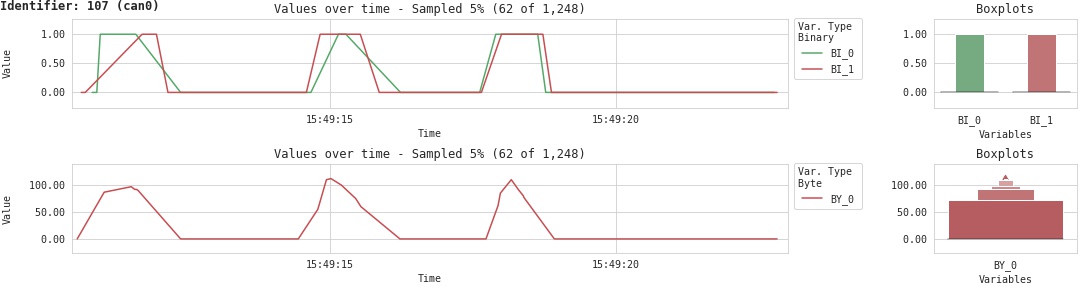 Identifier: 107 (can0)
Values over time - Sampled 5% (62 of 1,248)
Boxplots
Value
1.00
0.50
0.00
15:49:15
15:49:20
Time
Var. Type
Binary
BI_0
BI_1
1.00
0.50
0.00
BI_0
BI_1
Variables
Values over time - Sampled 5% (62 of 1,248)
Boxplots
Value
100.00
50.00
0.00
15:49:15
15:49:20
Time
Var. Type
Byte
BY_0
100.00
50.00
0.00
BY_0
Variables